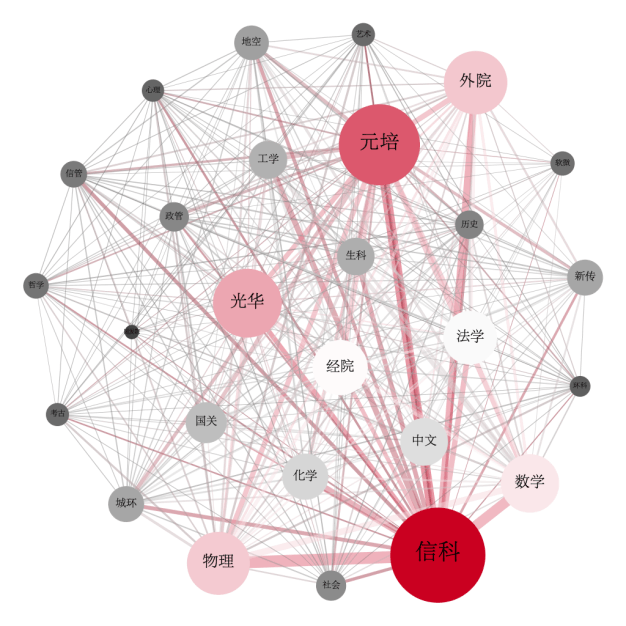 艺术
地空
外院
心理
元培
工学
软微
信管
政管
历史
生科
新传
哲学
光华
法学
经院
环科
考古
国关
中文
化学
数学
城环
信科
物理
社会